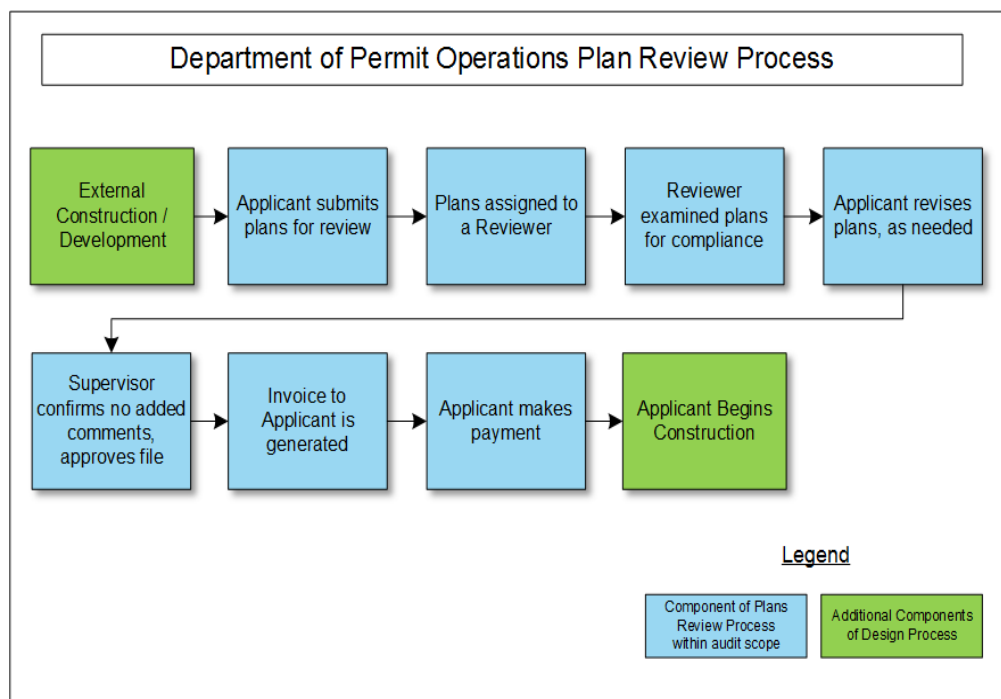 Department of Permit Operations Plan Review Process
External
Construction /
Development
Applicant submits
plans for review
Plans assigned to
a Reviewer
Reviewer
examined plans
for compliance
Applicant revises
plans, as needed
Supervisor
confirms no added
comments,
approves file
Invoice to
Applicant is
generated
Applicant makes
payment
Applicant Begins
Construction
Legend
Component of Plans
Review Process
within audit scope
Additional Components
of Design Process